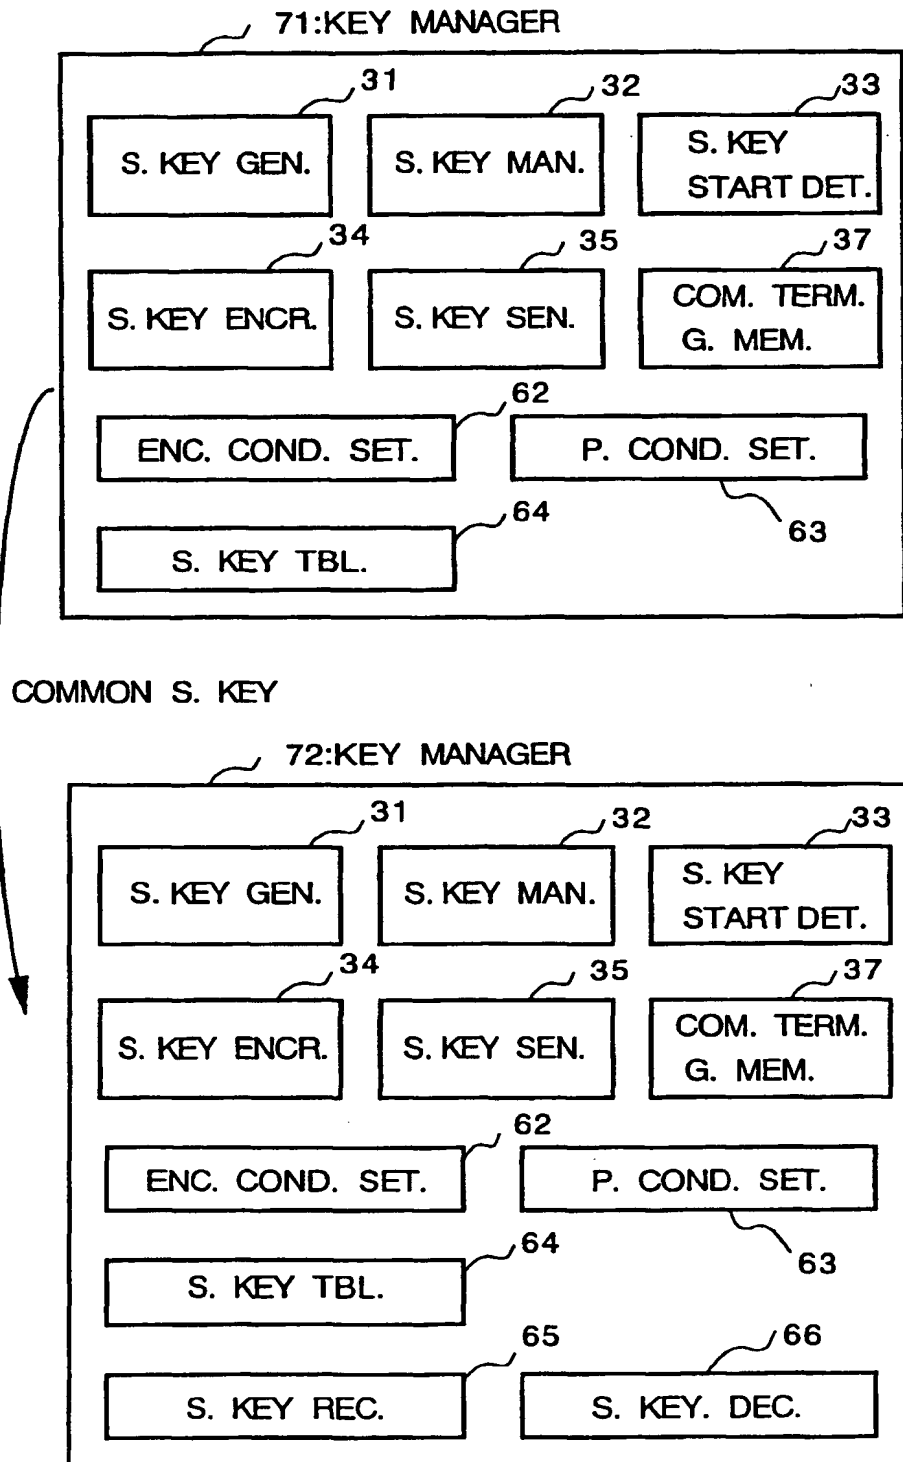 71:KEY MANAGER
31
32
33
S. KEY GEN.
S. KEY MAN.
S. KEY
START DET.
34
35
37
S. KEY ENCR.
S. KEY SEN.
COM. TERM.
G. MEM.
62
ENC. COND. SET.
P. COND. SET.
64
63
S. KEY TBL.
COMMON S. KEY
72:KEY MANAGER
31
32
33
S. KEY GEN.
S. KEY MAN.
S. KEY
START DET.
34
35
37
S. KEY ENCR.
S. KEY SEN.
COM. TERM.
G. MEM.
62
ENC. COND. SET.
P. COND. SET.
64
63
S. KEY TBL.
65
66
S. KEY REC.
S. KEY. DEC.